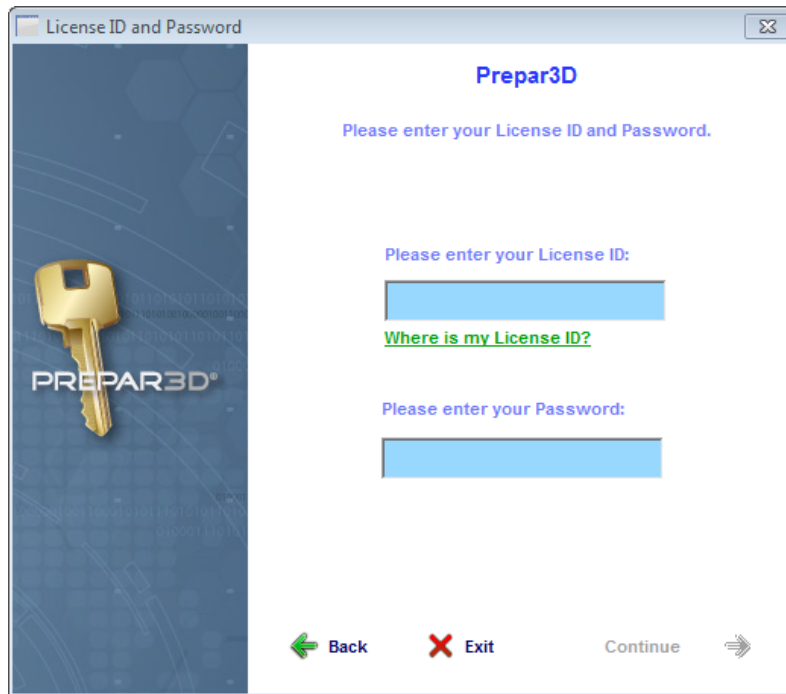 License ID and Password
Prepar3D
Please enter your License ID and Password.
Please enter your License ID:
Where is my License ID?
PREPAR3D®
Please enter your Password:
Back
Exit
Continue